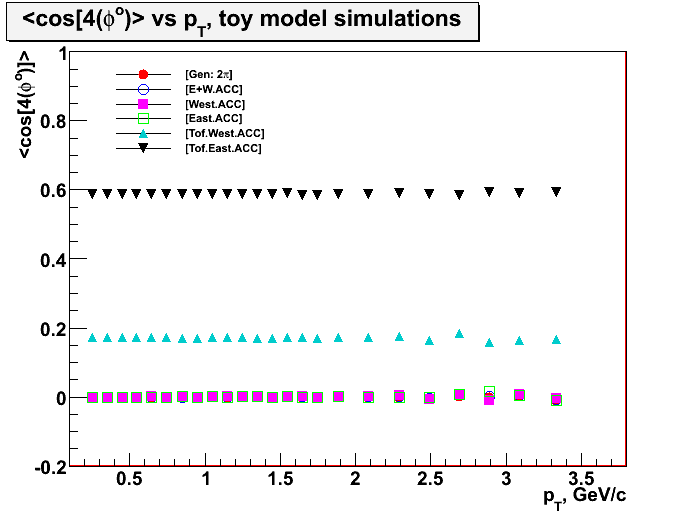 <cos[4(ϕº)> vs p_T, toy model simulations
<cos[4(ϕº)]>
1
0.8
0.6
0.4
0.2
0
-0.2
[Gen: 2π]
[E+W.ACC]
[West.ACC]
[East.ACC]
[Tof.West.ACC]
[Tof.East.ACC]
0.5 1 1.5 2 2.5 3 3.5
p_T, GeV/c